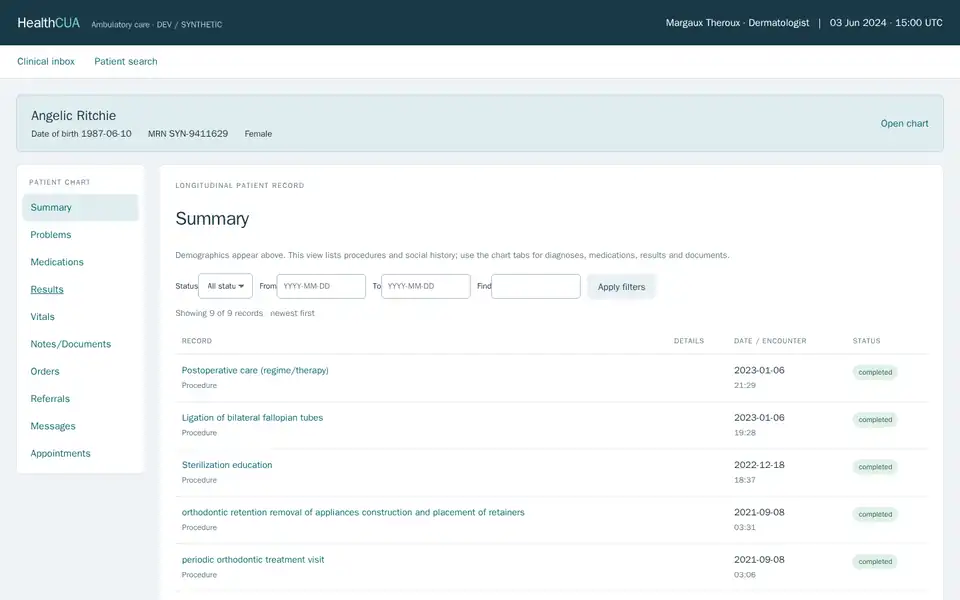 HealthCUA Ambulatory care · DEV / SYNTHETIC Margaux Theroux · Dermatologist | 03 Jun 2024 · 15:00 UTC
Clinical inbox Patient search
Angelic Ritchie
Date of birth 1987-06-10 MRN SYN-9411629 Female
Open chart
PATIENT CHART
Summary
Problems
Medications
Results
Vitals
Notes/Documents
Orders
Referrals
Messages
Appointments
LONGITUDINAL PATIENT RECORD
Summary
Demographics appear above. This view lists procedures and social history; use the chart tabs for diagnoses, medications, results and documents.
Status All statu From YYYY-MM-DD To YYYY-MM-DD Find Apply filters
Showing 9 of 9 records newest first
RECORD DETAILS DATE / ENCOUNTER STATUS
Postoperative care (regime/therapy) 2023-01-06 completed
Procedure 21:29
Ligation of bilateral fallopian tubes 2023-01-06 completed
Procedure 19:28
Sterilization education 2022-12-18 completed
Procedure 18:37
orthodontic retention removal of appliances construction and placement of retainers 2021-09-08 completed
Procedure 03:31
periodic orthodontic treatment visit 2021-09-08 completed
Procedure 03:06